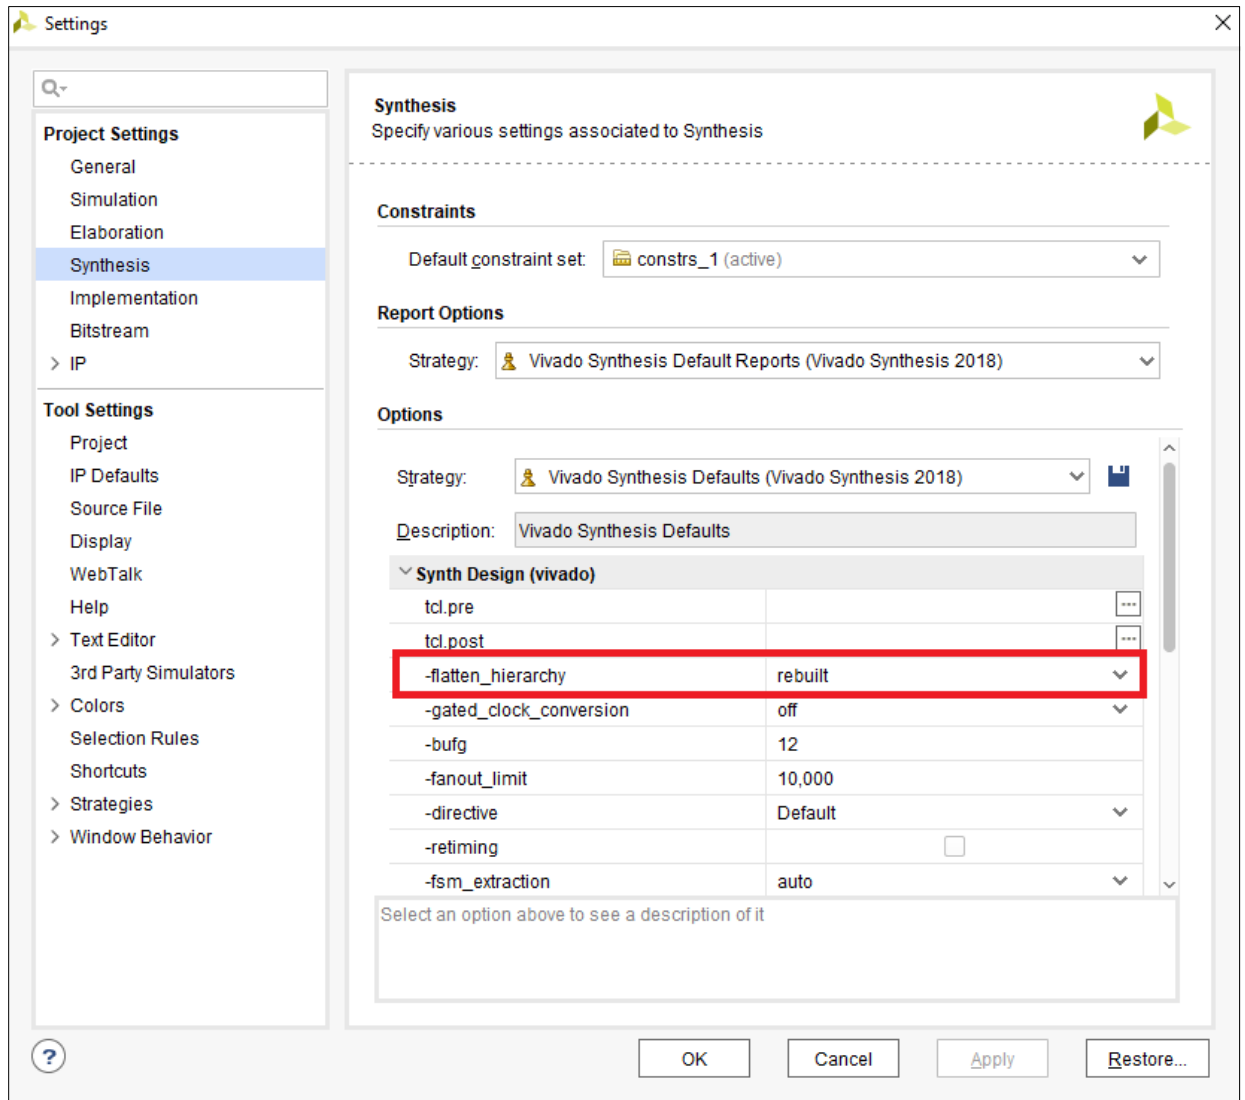 Settings
Project Settings
General
Simulation
Elaboration
Synthesis
Implementation
Bitstream
IP
Tool Settings
Project
IP Defaults
Source File
Display
WebTalk
Help
Text Editor
3rd Party Simulators
Colors
Selection Rules
Shortcuts
Strategies
Window Behavior
Synthesis
Specify various settings associated to Synthesis
Constraints
Default constraint set: constrs_1 (active)
Report Options
Strategy: Vivado Synthesis Default Reports (Vivado Synthesis 2018)
Options
Strategy: Vivado Synthesis Defaults (Vivado Synthesis 2018)
Description: Vivado Synthesis Defaults
Synth Design (vivado)
tcl.pre ...
tcl.post ...
-flatten_hierarchy rebuilt
-gated_clock_conversion off
-bufg 12
-fanout_limit 10,000
-directive Default
-retiming
-fsm_extraction auto
Select an option above to see a description of it
? OK Cancel Apply Restore...